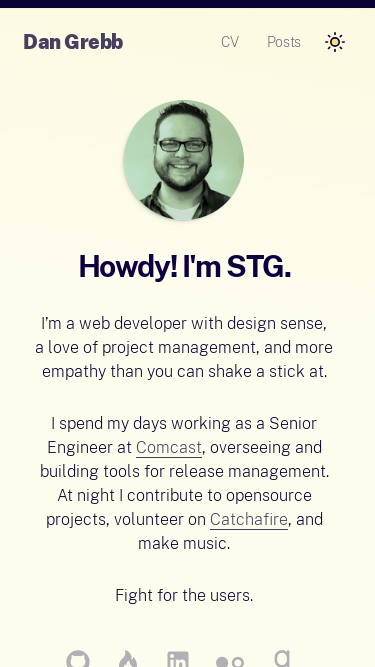 Dan Grebb
CV Posts
Howdy! I'm STG.
I’m a web developer with design sense,
a love of project management, and more
empathy than you can shake a stick at.
I spend my days working as a Senior
Engineer at Comcast, overseeing and
building tools for release management.
At night I contribute to opensource
projects, volunteer on Catchafire, and
make music.
Fight for the users.